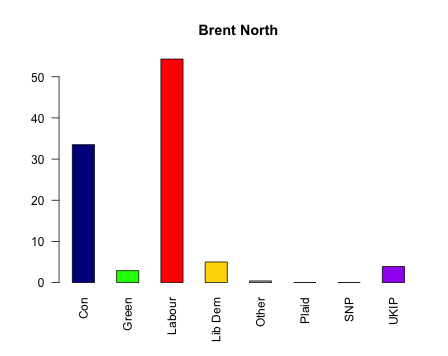 Brent North
50
40
30
20
10
0
Con
Green
Labour
Lib Dem
Other
Plaid
SNP
UKIP